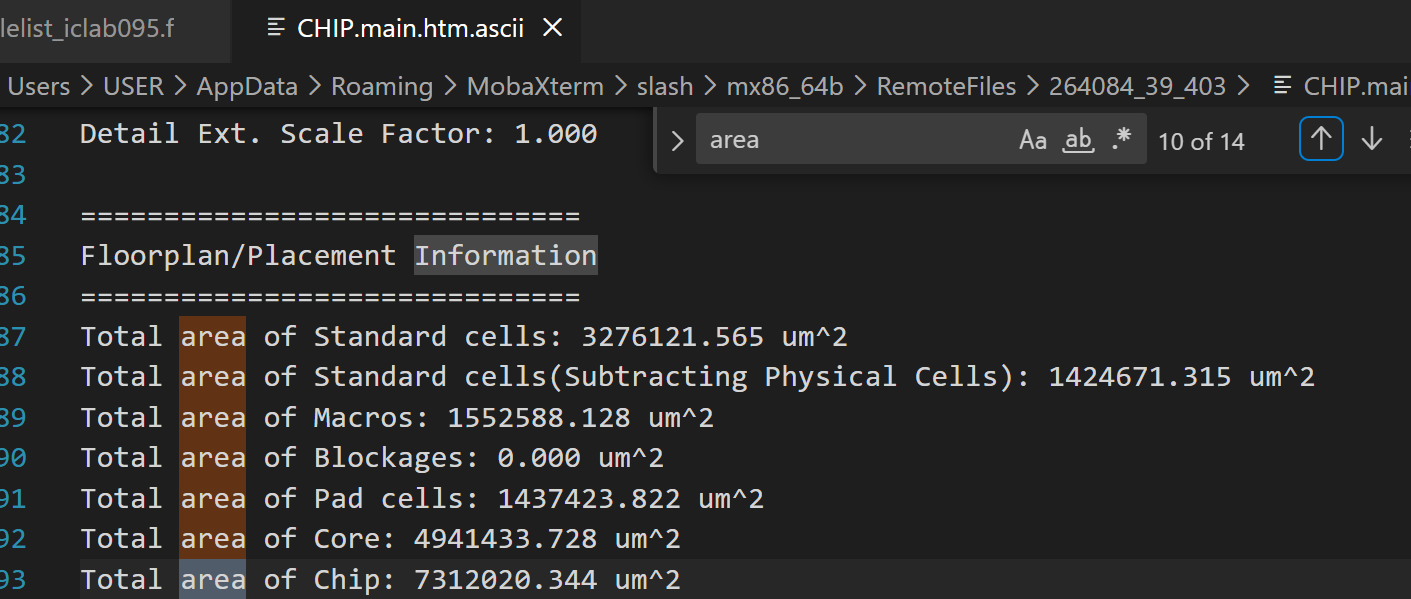 lelist_iclab095.f
CHIP.main.htm.ascii
Users > USER > AppData > Roaming > MobaXterm > slash > mx86_64b > RemoteFiles > 264084_39_403 > CHIP.mai
area Aa ab .* 10 of 14
82 Detail Ext. Scale Factor: 1.000
83
84 ==============================
85 Floorplan/Placement Information
86 ==============================
87 Total area of Standard cells: 3276121.565 um^2
88 Total area of Standard cells(Subtracting Physical Cells): 1424671.315 um^2
89 Total area of Macros: 1552588.128 um^2
90 Total area of Blockages: 0.000 um^2
91 Total area of Pad cells: 1437423.822 um^2
92 Total area of Core: 4941433.728 um^2
93 Total area of Chip: 7312020.344 um^2